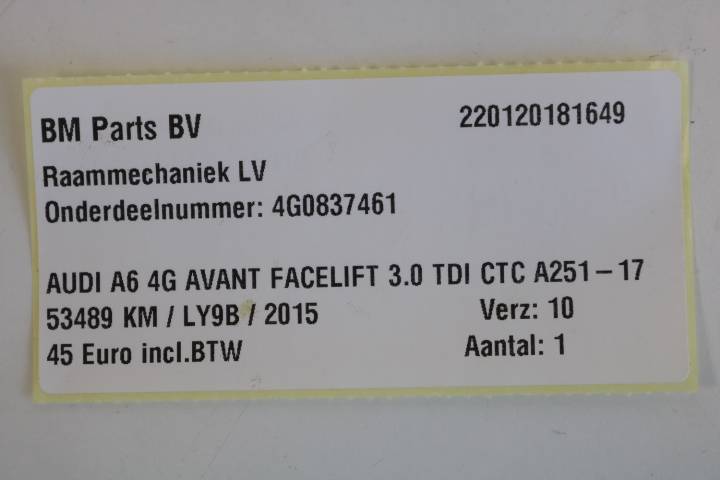 BM Parts BV 220120181649
Raammechaniek LV
Onderdeelnummer: 4G0837461
AUDI A6 4G AVANT FACELIFT 3.0 TDI CTC A251-17
53489 KM / LY9B / 2015 Verz: 10
45 Euro incl.BTW Aantal: 1